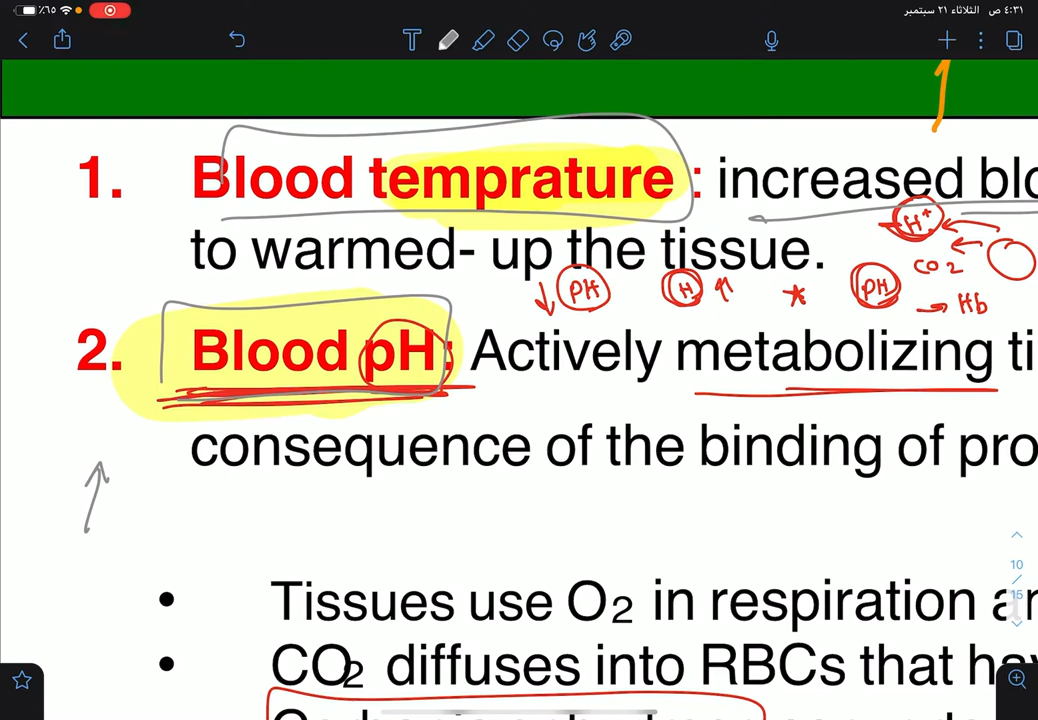 ٪٦٥ الثلاثاء ٢١ سبتمبر ٤:٣١ ص
1. Blood temprature : increased blo
to warmed- up the tissue.
H+
CO2
↓ PH H ↑ * PH → Hb
2. Blood pH: Actively metabolizing ti
consequence of the binding of pro
10
/
15
• Tissues use O2 in respiration an
• CO2 diffuses into RBCs that ha